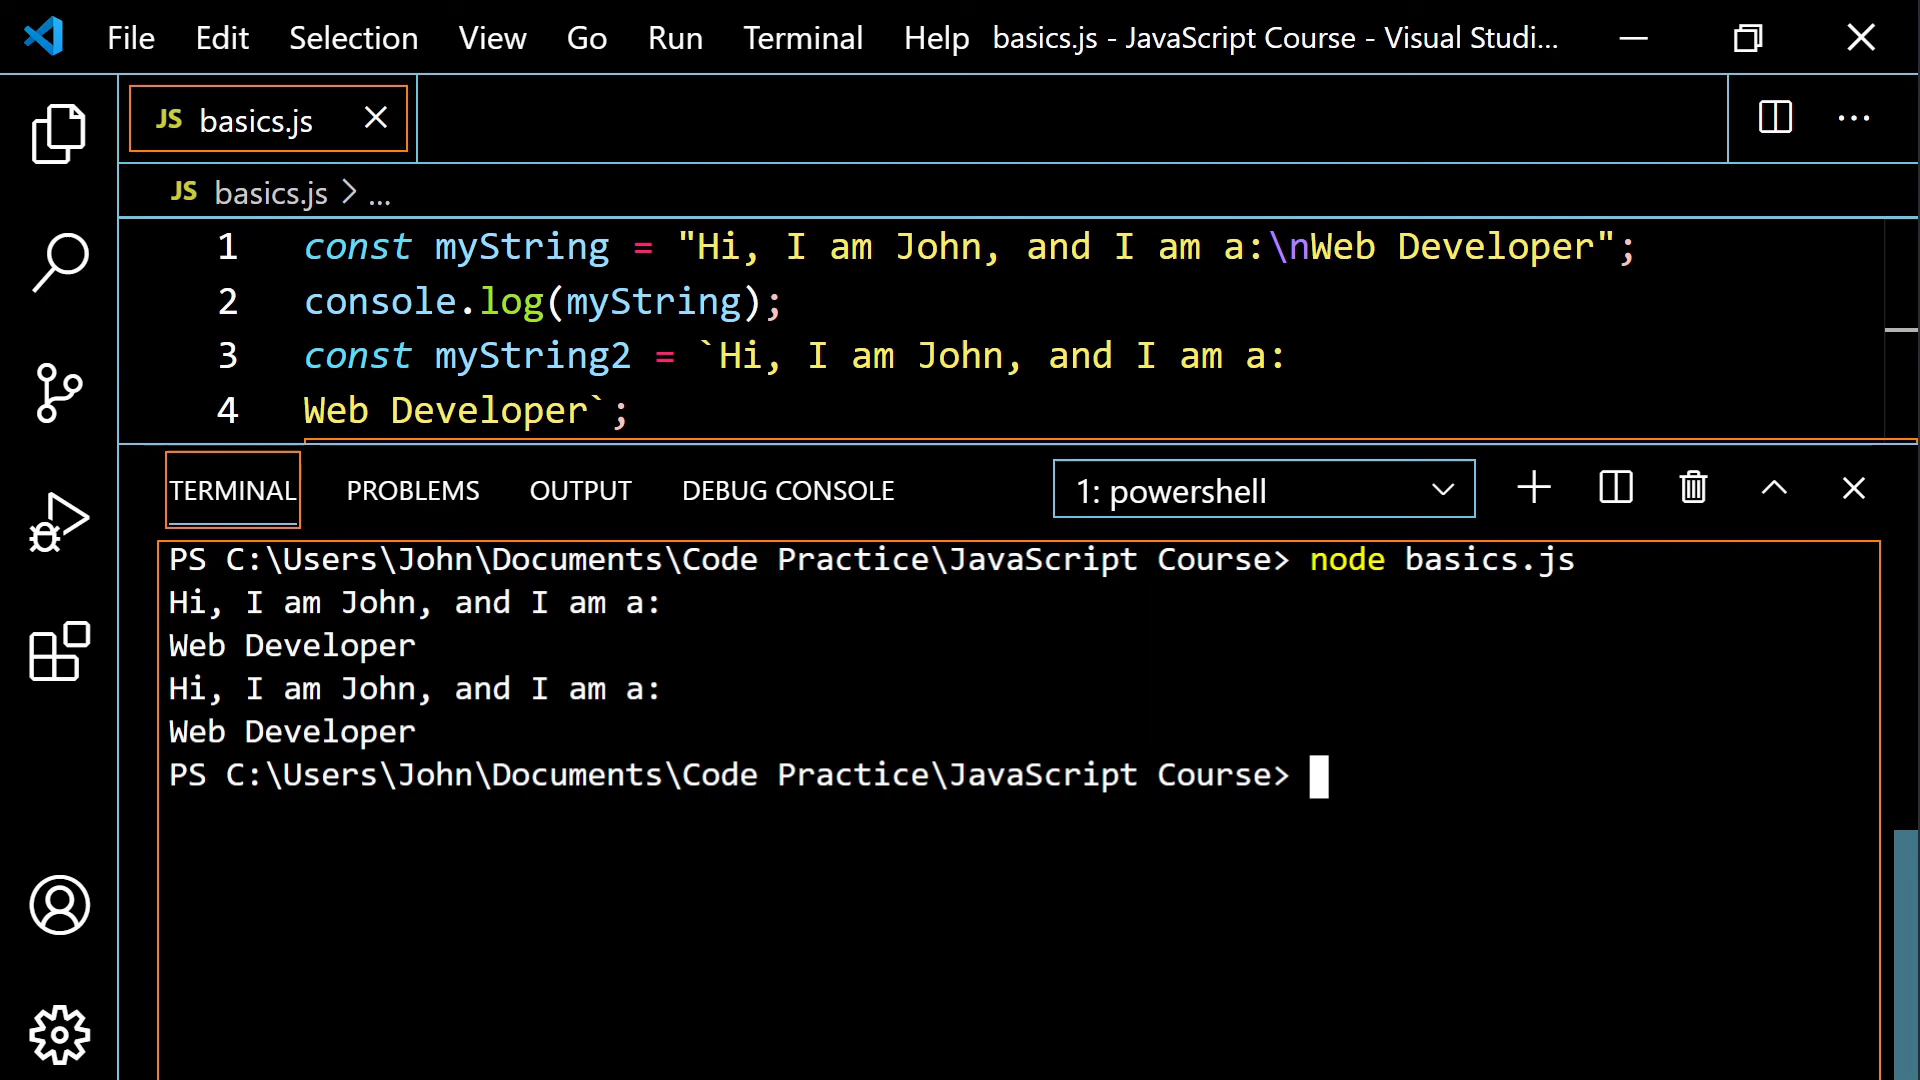 File Edit Selection View Go Run Terminal Help basics.js - JavaScript Course - Visual Studi...
JS basics.js
JS basics.js > ...
1 const myString = "Hi, I am John, and I am a:\nWeb Developer";
2 console.log(myString);
3 const myString2 = `Hi, I am John, and I am a:
4 Web Developer`;
TERMINAL PROBLEMS OUTPUT DEBUG CONSOLE 1: powershell
PS C:\Users\John\Documents\Code Practice\JavaScript Course> node basics.js
Hi, I am John, and I am a:
Web Developer
Hi, I am John, and I am a:
Web Developer
PS C:\Users\John\Documents\Code Practice\JavaScript Course>